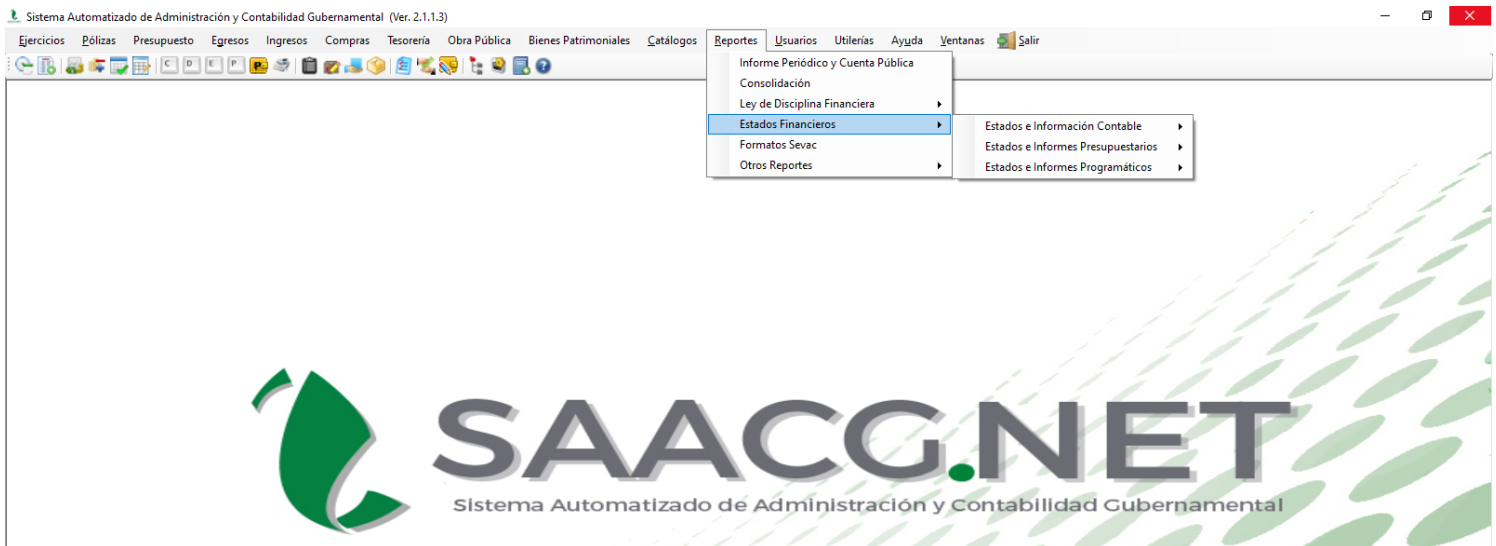 Sistema Automatizado de Administración y Contabilidad Gubernamental (Ver. 2.1.1.3)
Ejercicios Pólizas Presupuesto Egresos Ingresos Compras Tesorería Obra Pública Bienes Patrimoniales Catálogos Reportes Usuarios Utilerías Ayuda Ventanas Salir
C D E P
Informe Periódico y Cuenta Pública
Consolidación
Ley de Disciplina Financiera
Estados Financieros
Formatos Sevac
Otros Reportes
Estados e Información Contable
Estados e Informes Presupuestarios
Estados e Informes Programáticos
SAACG.NET
Sistema Automatizado de Administración y Contabilidad Gubernamental